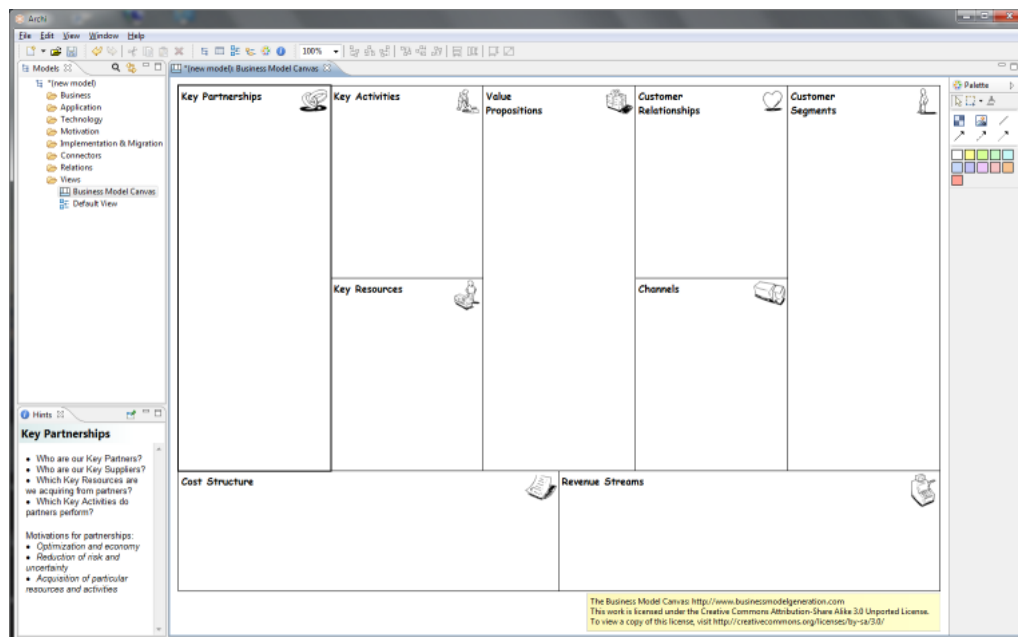 Archi
File Edit View Window Help
100%
Models
*(new model): Business Model Canvas
*(new model)
Business
Application
Technology
Motivation
Implementation & Migration
Connectors
Relations
Views
Business Model Canvas
Default View
Hints
Key Partnerships
• Who are our Key Partners?
• Who are our Key Suppliers?
• Which Key Resources are
we acquiring from partners?
• Which Key Activities do
partners perform?
Motivations for partnerships:
• Optimization and economy
• Reduction of risk and
uncertainty
• Acquisition of particular
resources and activities
Key Partnerships
Key Activities
Value
Propositions
Customer
Relationships
Customer
Segments
Key Resources
Channels
Cost Structure
Revenue Streams
The Business Model Canvas: http://www.businessmodelgeneration.com
This work is licensed under the Creative Commons Attribution-Share Alike 3.0 Unported License.
To view a copy of this license, visit http://creativecommons.org/licenses/by-sa/3.0/
Palette